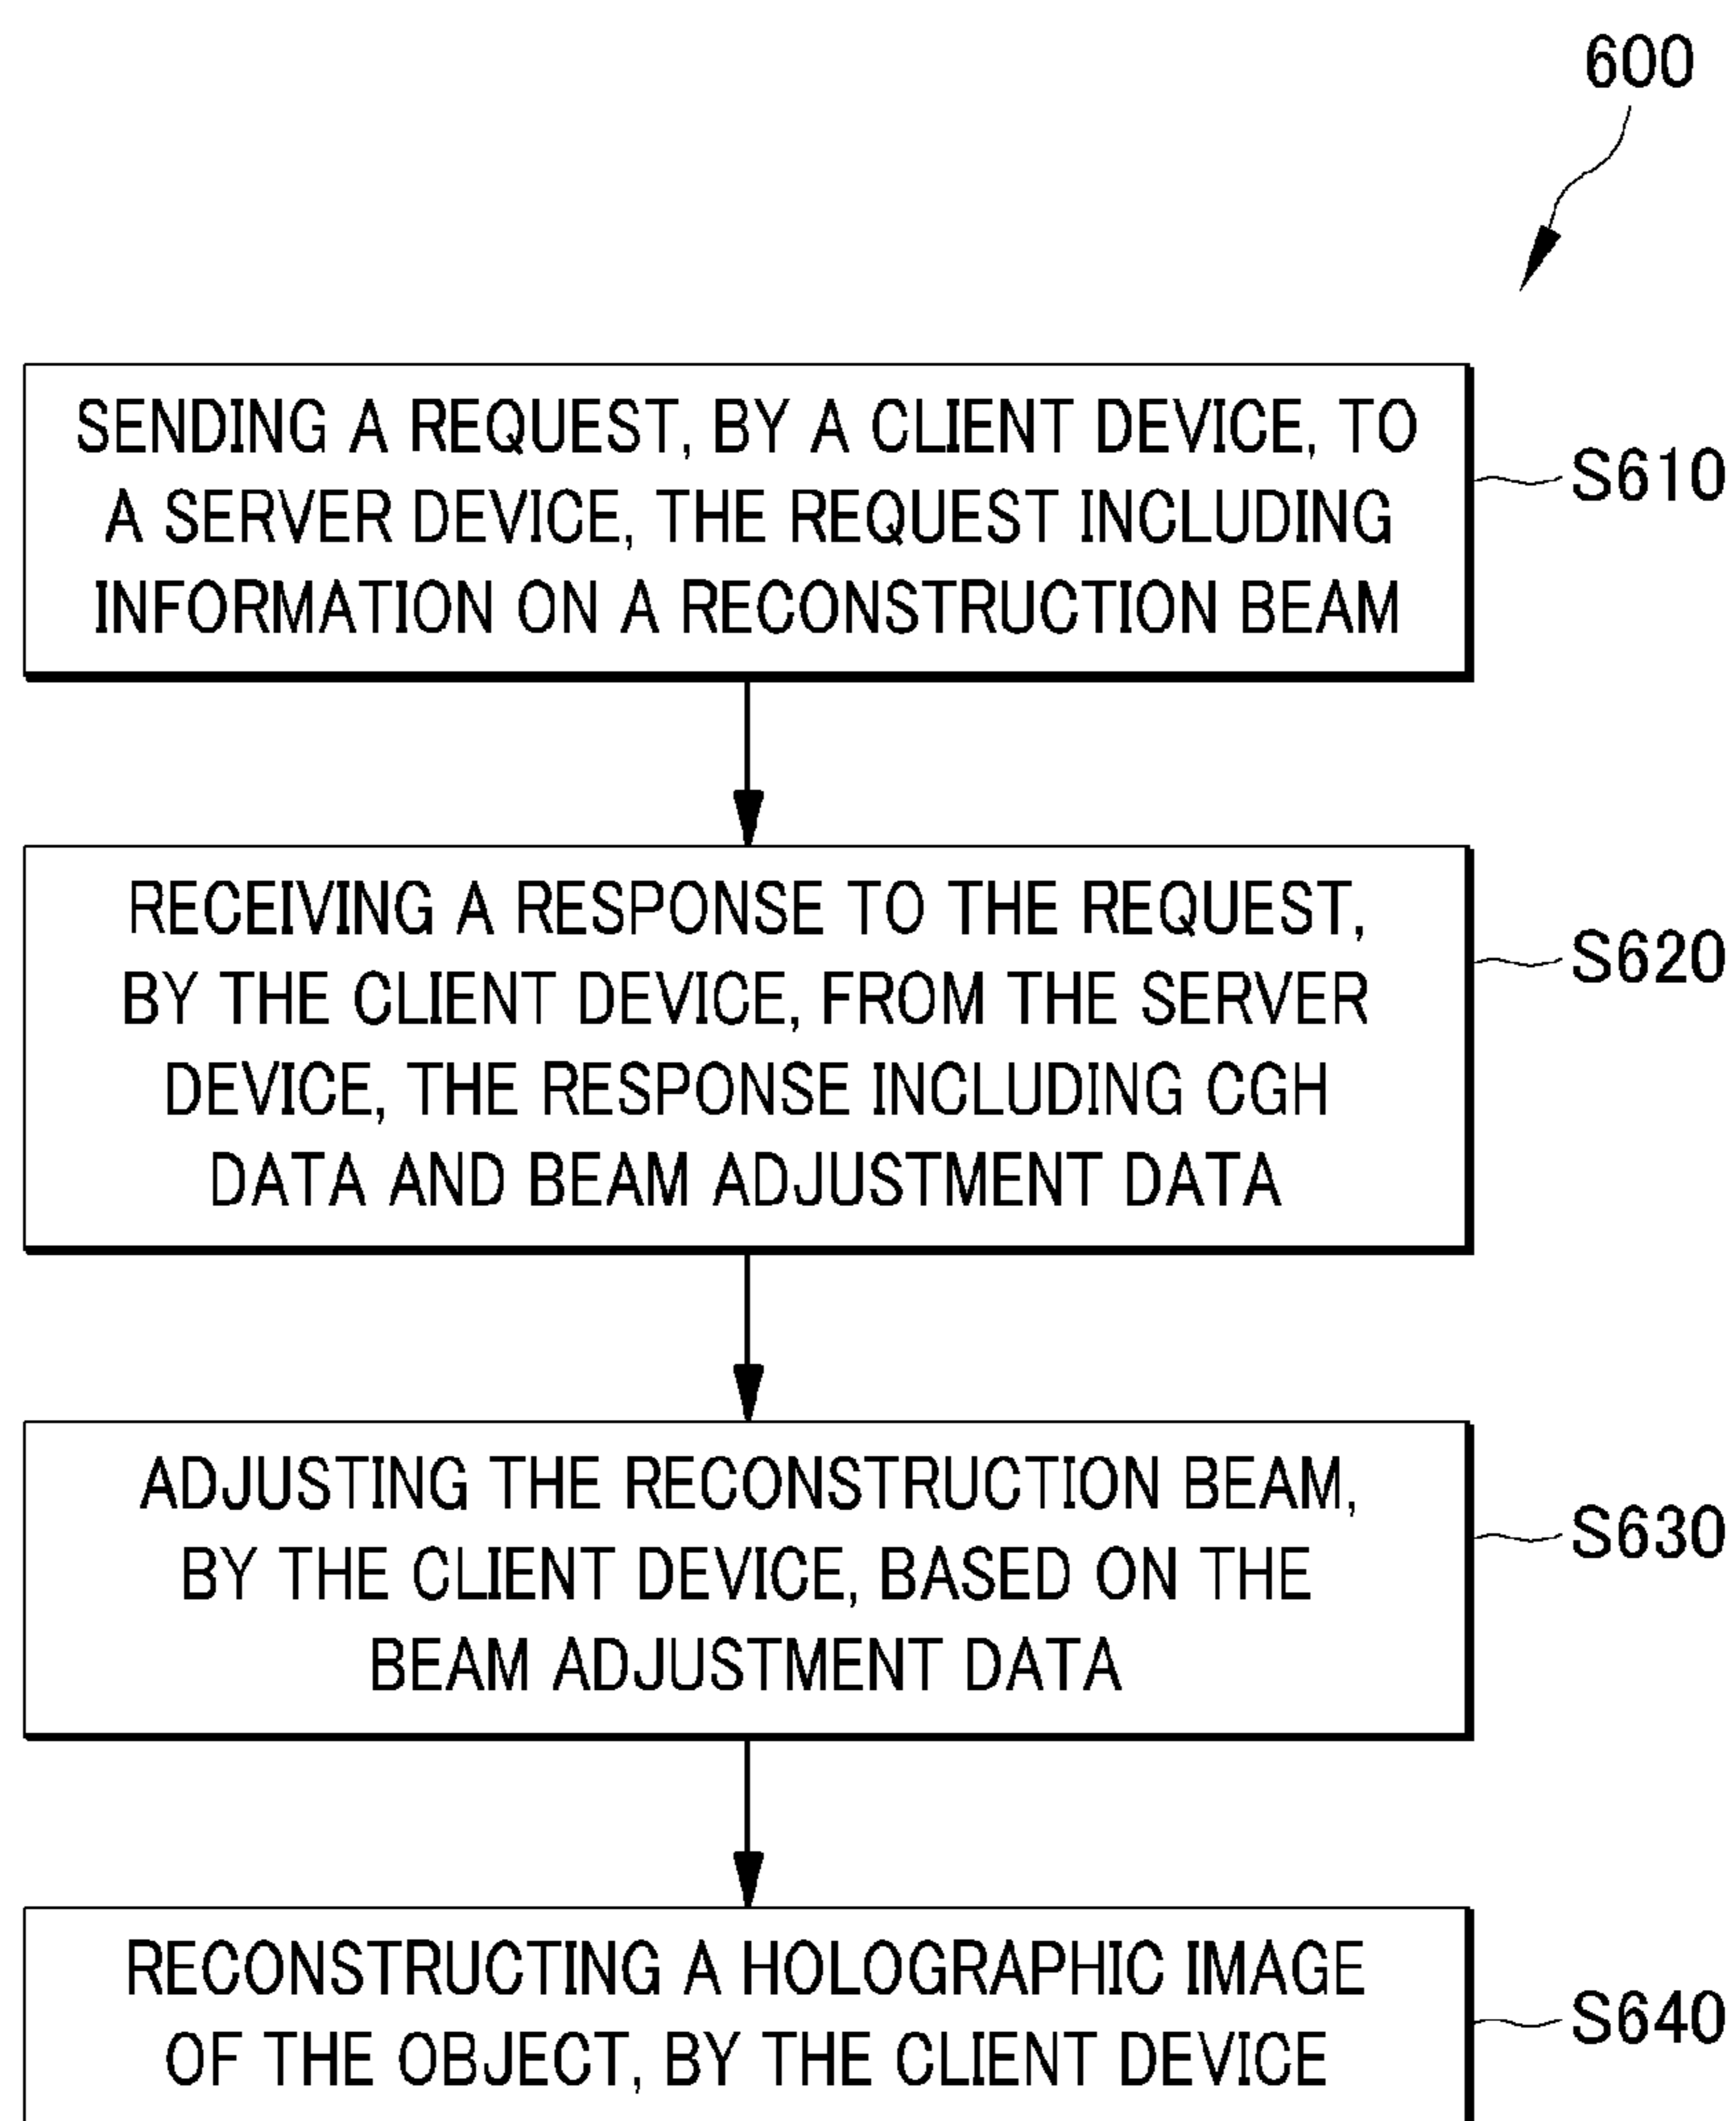 600
SENDING A REQUEST, BY A CLIENT DEVICE, TO
A SERVER DEVICE, THE REQUEST INCLUDING
INFORMATION ON A RECONSTRUCTION BEAM
S610
RECEIVING A RESPONSE TO THE REQUEST,
BY THE CLIENT DEVICE, FROM THE SERVER
DEVICE, THE RESPONSE INCLUDING CGH
DATA AND BEAM ADJUSTMENT DATA
S620
ADJUSTING THE RECONSTRUCTION BEAM,
BY THE CLIENT DEVICE, BASED ON THE
BEAM ADJUSTMENT DATA
S630
RECONSTRUCTING A HOLOGRAPHIC IMAGE
OF THE OBJECT, BY THE CLIENT DEVICE
S640